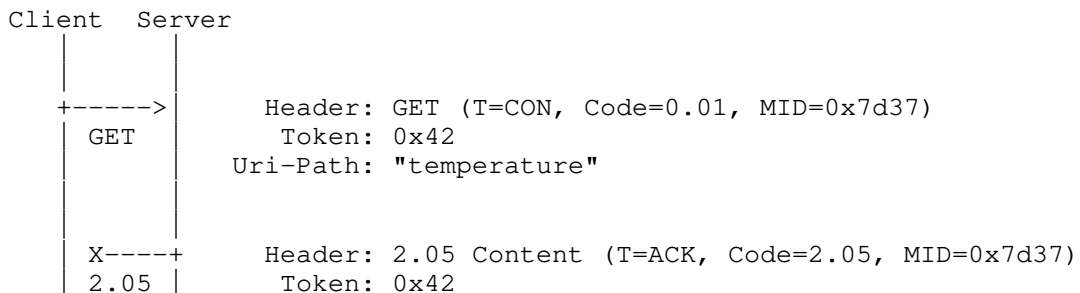 Client Server
+----->| Header: GET (T=CON, Code=0.01, MID=0x7d37)
| GET | Token: 0x42
| | Uri-Path: "temperature"
| X----+ Header: 2.05 Content (T=ACK, Code=2.05, MID=0x7d37)
| 2.05 | Token: 0x42